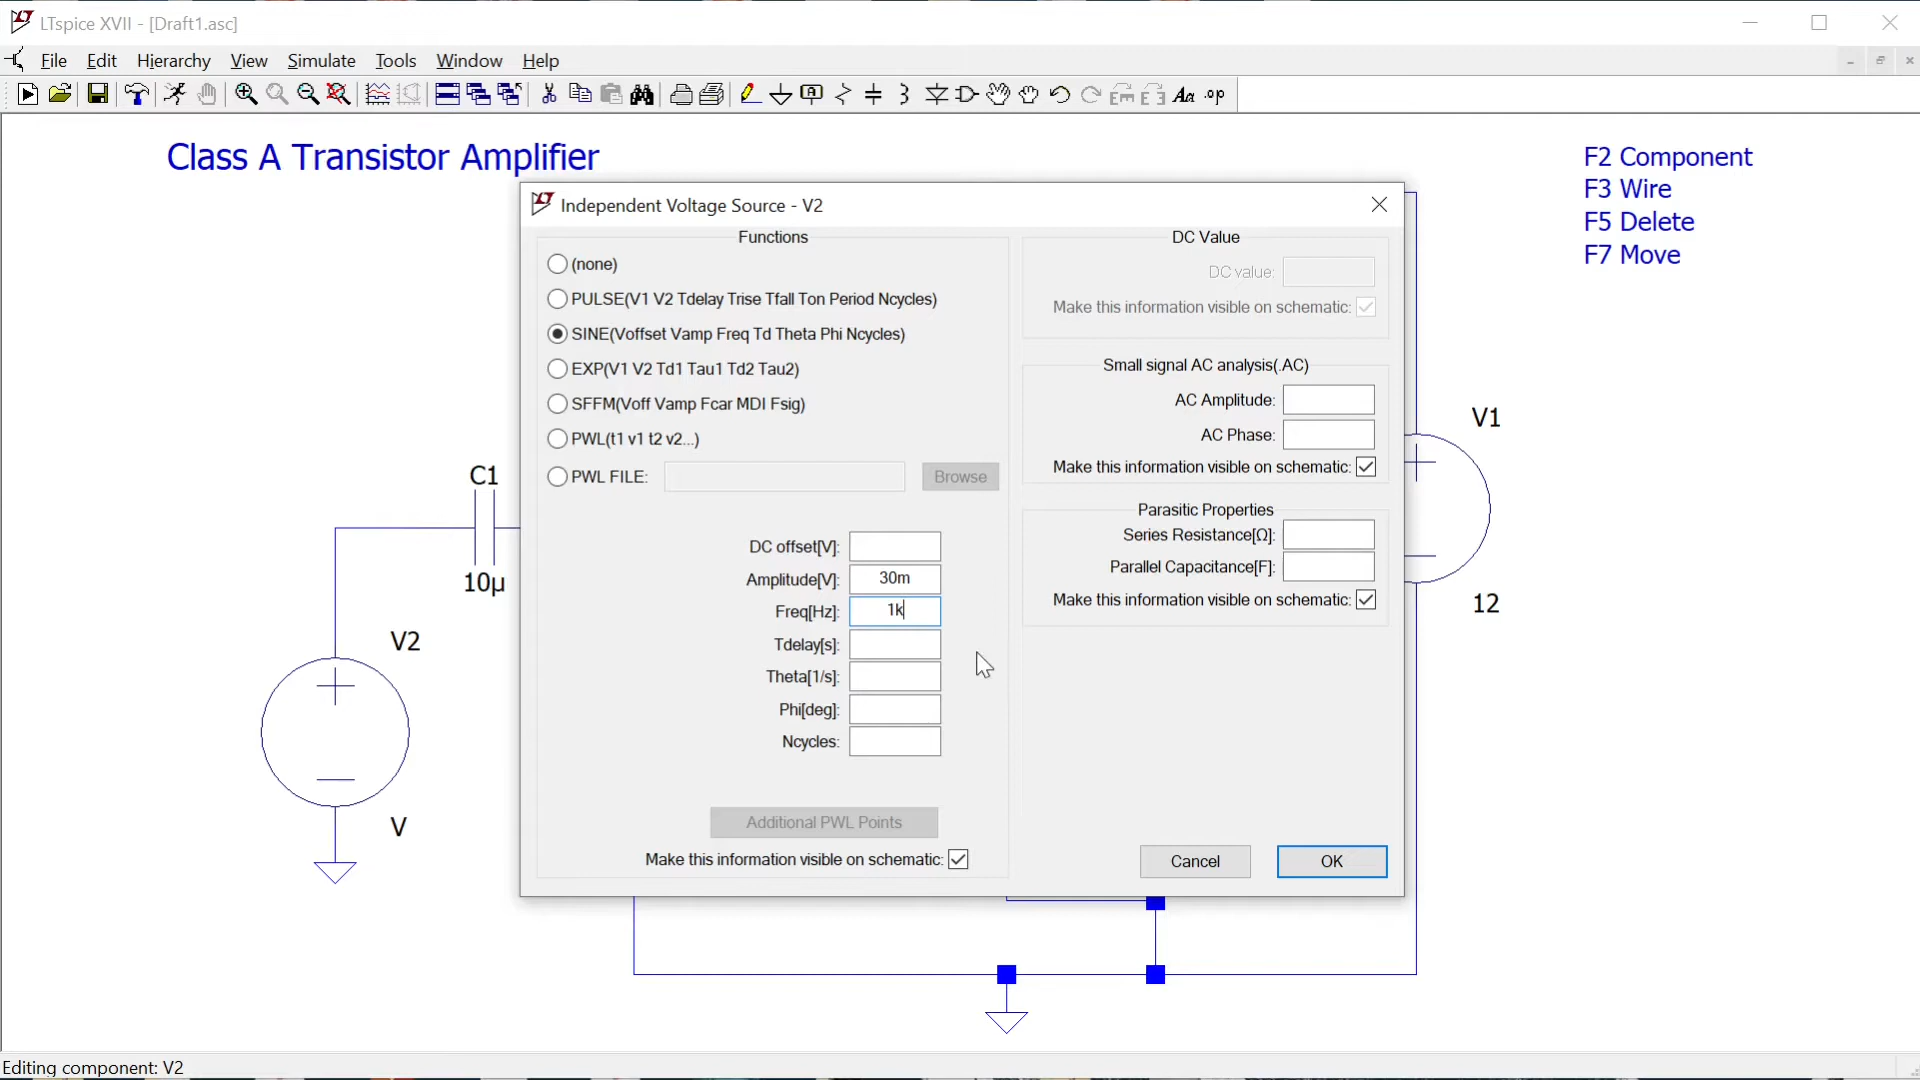 LTspice XVII - [Draft1.asc]
File Edit Hierarchy View Simulate Tools Window Help
Class A Transistor Amplifier
F2 Component
F3 Wire
F5 Delete
F7 Move
Independent Voltage Source - V2
Functions
(none)
PULSE(V1 V2 Tdelay Trise Tfall Ton Period Ncycles)
SINE(Voffset Vamp Freq Td Theta Phi Ncycles)
EXP(V1 V2 Td1 Tau1 Td2 Tau2)
SFFM(Voff Vamp Fcar MDI Fsig)
PWL(t1 v1 t2 v2...)
PWL FILE: Browse
DC offset[V]:
Amplitude[V]: 30m
Freq[Hz]: 1k
Tdelay[s]:
Theta[1/s]:
Phi[deg]:
Ncycles:
Additional PWL Points
Make this information visible on schematic:
DC Value
DC value:
Make this information visible on schematic:
Small signal AC analysis(.AC)
AC Amplitude:
AC Phase:
Make this information visible on schematic:
Parasitic Properties
Series Resistance[Ω]:
Parallel Capacitance[F]:
Make this information visible on schematic:
Cancel OK
C1
10µ
V2
V
V1
12
Editing component: V2